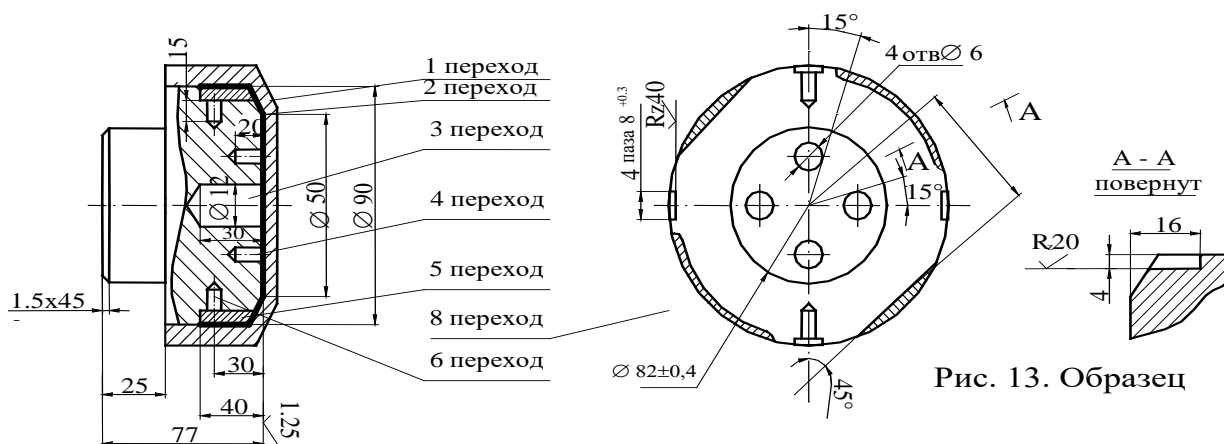 15
1 переход
2 переход
20
3 переход
Ø 12
Ø 50
Ø 90
4 переход
30
5 переход
1.5x45
8 переход
6 переход
30
25
40
1.25
77
15°
4 отвØ 6
Rz40
4 паза 8 +0.3
А
А
15°
Ø 82±0,4
45°
А - А
повернут
16
Rz20
4
Рис. 13. Образец